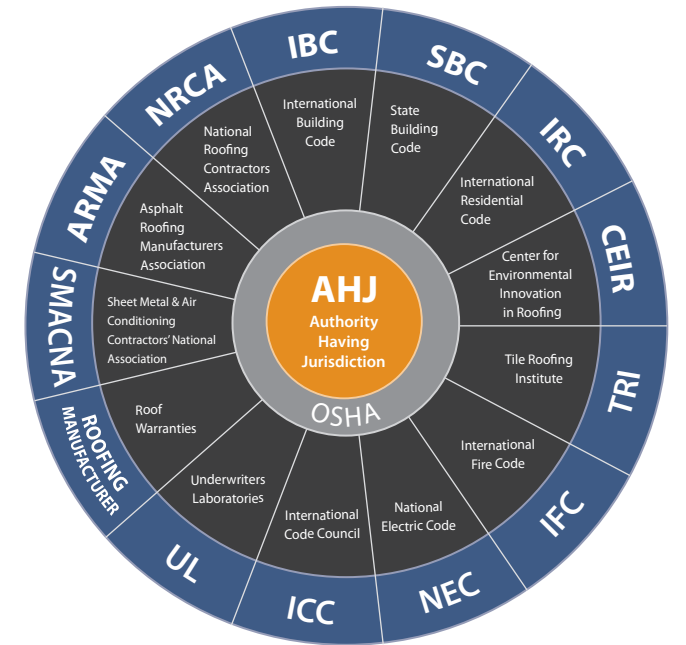 IBC
International
Building
Code
SBC
State
Building
Code
IRC
International
Residential
Code
CEIR
Center for
Environmental
Innovation
in Roofing
TRI
Tile Roofing
Institute
IFC
International
Fire Code
NEC
National
Electric Code
ICC
International
Code Council
UL
Underwriters
Laboratories
ROOFING
MANUFACTURER
Roof
Warranties
SMACNA
Sheet Metal & Air
Conditioning
Contractors' National
Association
ARMA
Asphalt
Roofing
Manufacturers
Association
NRCA
National
Roofing
Contractors
Association
AHJ
Authority
Having
Jurisdiction
OSHA